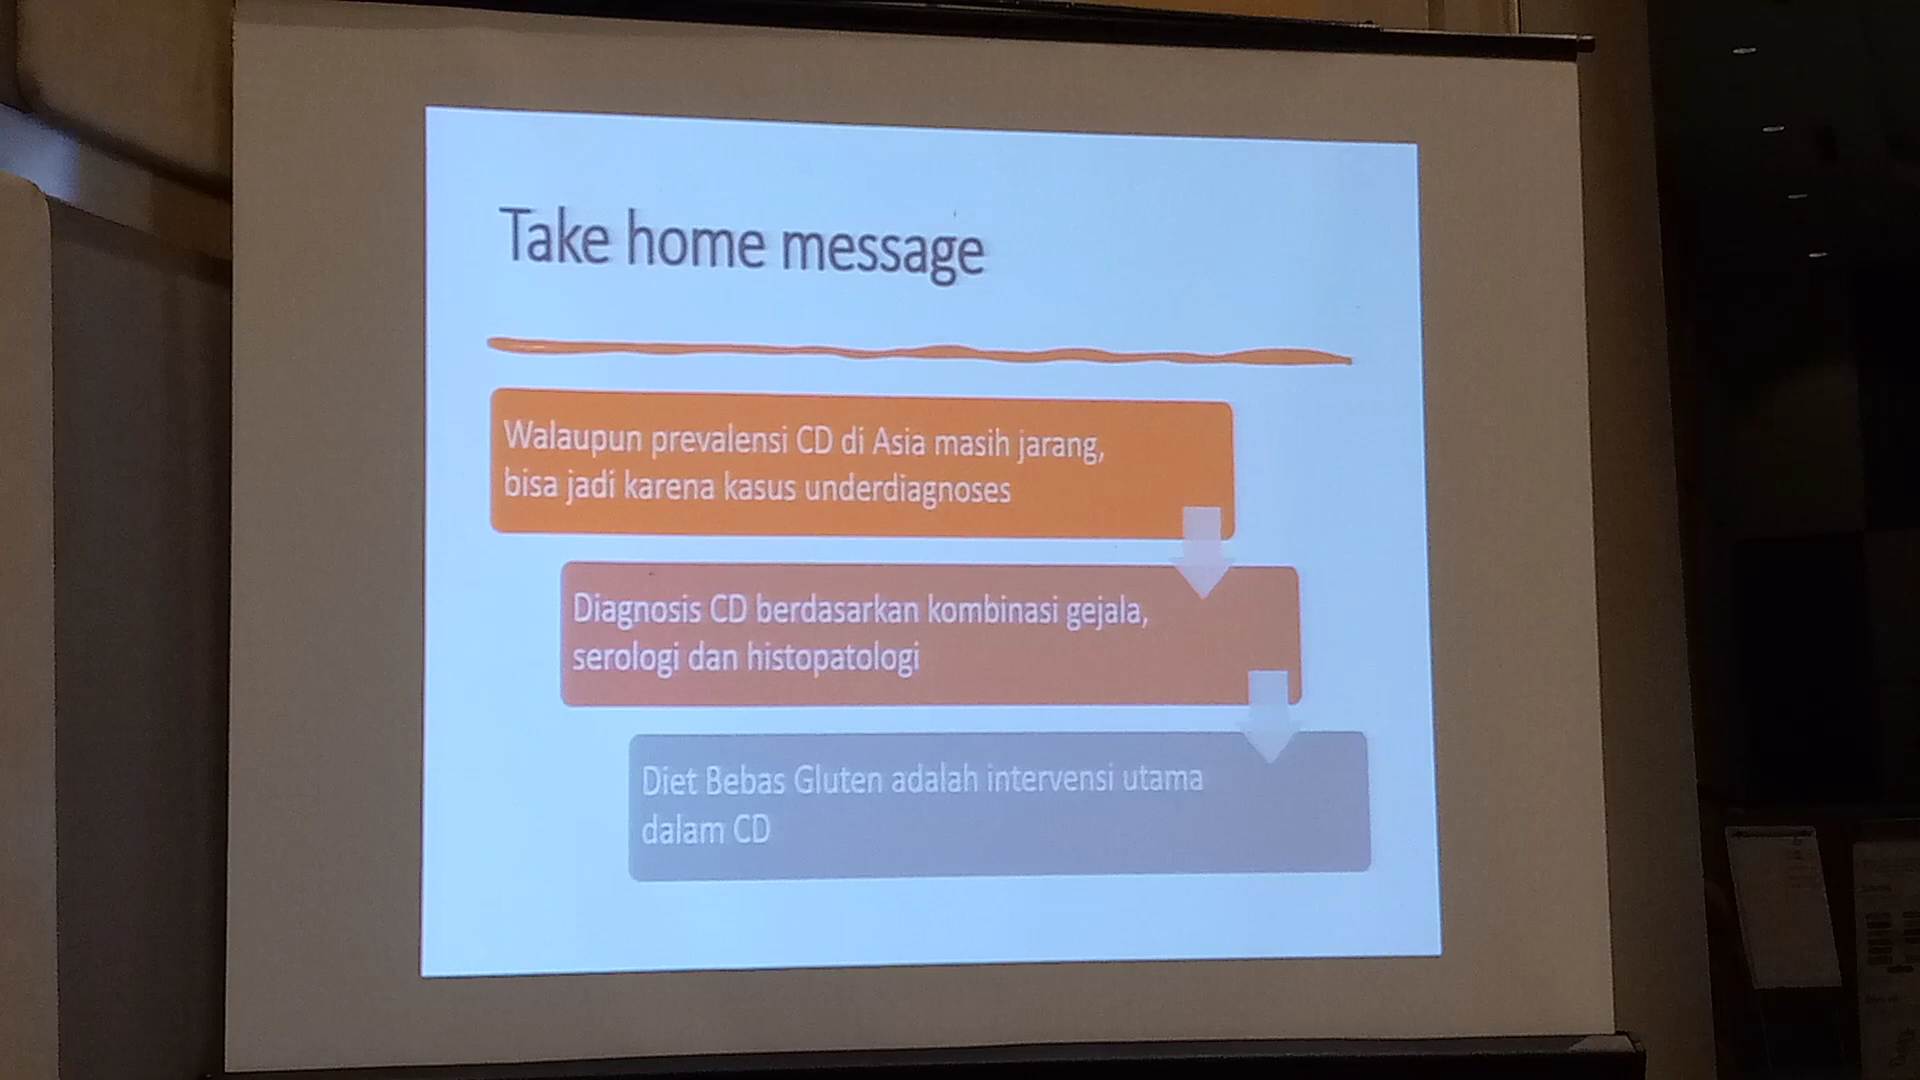 Take home message
Walaupun prevalensi CD di Asia masih jarang,
bisa jadi karena kasus underdiagnoses
Diagnosis CD berdasarkan kombinasi gejala,
serologi dan histopatologi
Diet Bebas Gluten adalah intervensi utama
dalam CD